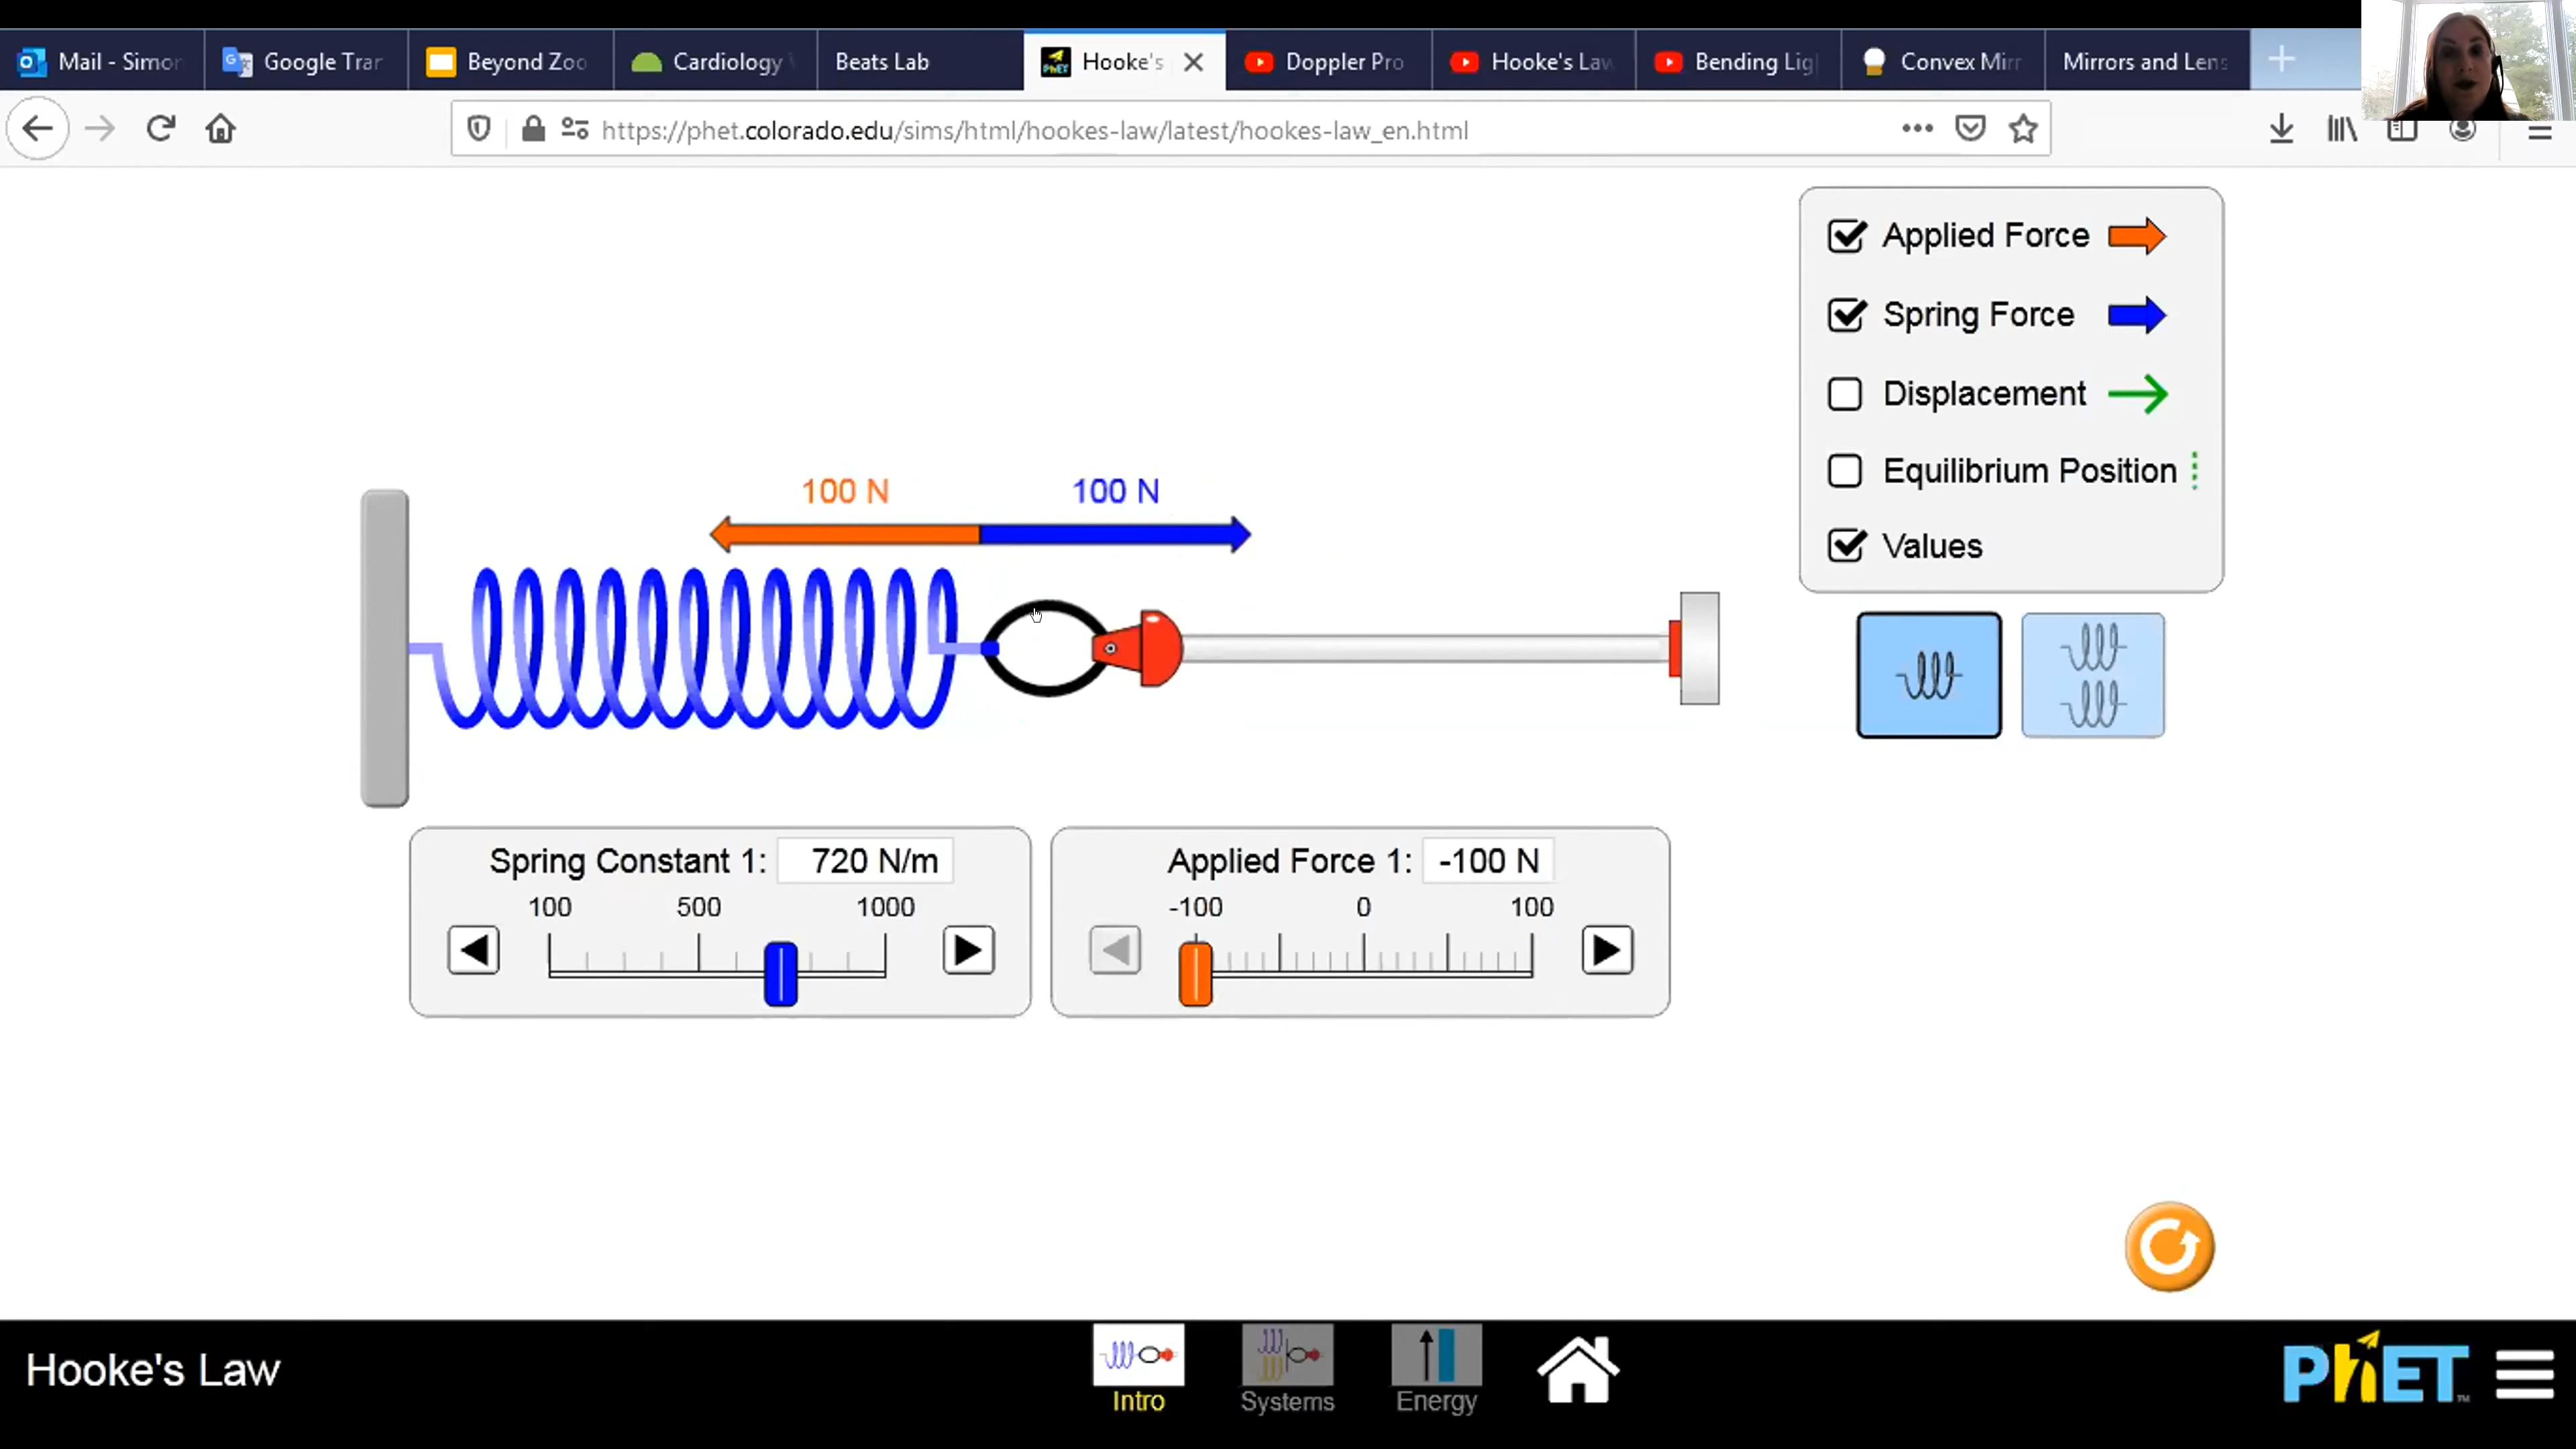 Mail - Simor
Google Trar
Beyond Zoo
Cardiology
Beats Lab
Hooke's
Doppler Pro
Hooke's Law
Bending Lig
Convex Mirr
Mirrors and Lens
https://phet.colorado.edu/sims/html/hookes-law/latest/hookes-law_en.html
Applied Force
Spring Force
Displacement
Equilibrium Position
Values
100 N
100 N
Spring Constant 1: 720 N/m
100 500 1000
Applied Force 1: -100 N
-100 0 100
Hooke's Law
Intro
Systems
Energy
PhET